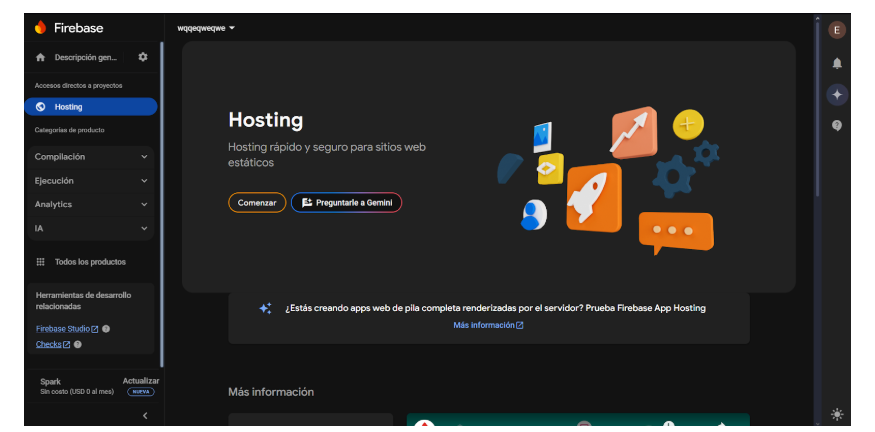 Firebase
wqqeqweqwe
E
Descripción gen...
Accesos directos a proyectos
Hosting
Categorías de producto
Compilación
Ejecución
Analytics
IA
Todos los productos
Herramientas de desarrollo
relacionadas
Firebase Studio
Checks
Spark
Sin costo (USD 0 al mes)
Actualizar
NUEVA
Hosting
Hosting rápido y seguro para sitios web
estáticos
Comenzar
Preguntarle a Gemini
¿Estás creando apps web de pila completa renderizadas por el servidor? Prueba Firebase App Hosting
Más información
Más información